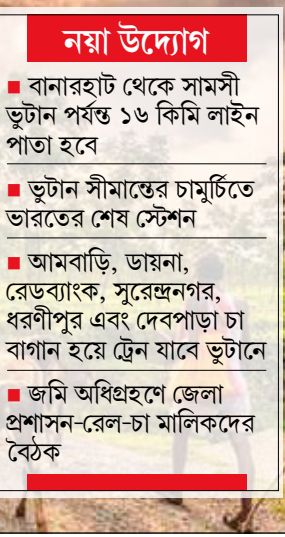 নয়া উদ্যোগ
■ বানারহাট থেকে সামসী
ভুটান পর্যন্ত ১৬ কিমি লাইন
পাতা হবে
■ ভুটান সীমান্তের চামুর্চিতে
ভারতের শেষ স্টেশন
■ আমবাড়ি, ডায়না,
রেডব্যাংক, সুরেন্দ্রনগর,
ধরণীপুর এবং দেবপাড়া চা
বাগান হয়ে ট্রেন যাবে ভুটানে
■ জমি অধিগ্রহণে জেলা
প্রশাসন-রেল-চা মালিকদের
বৈঠক